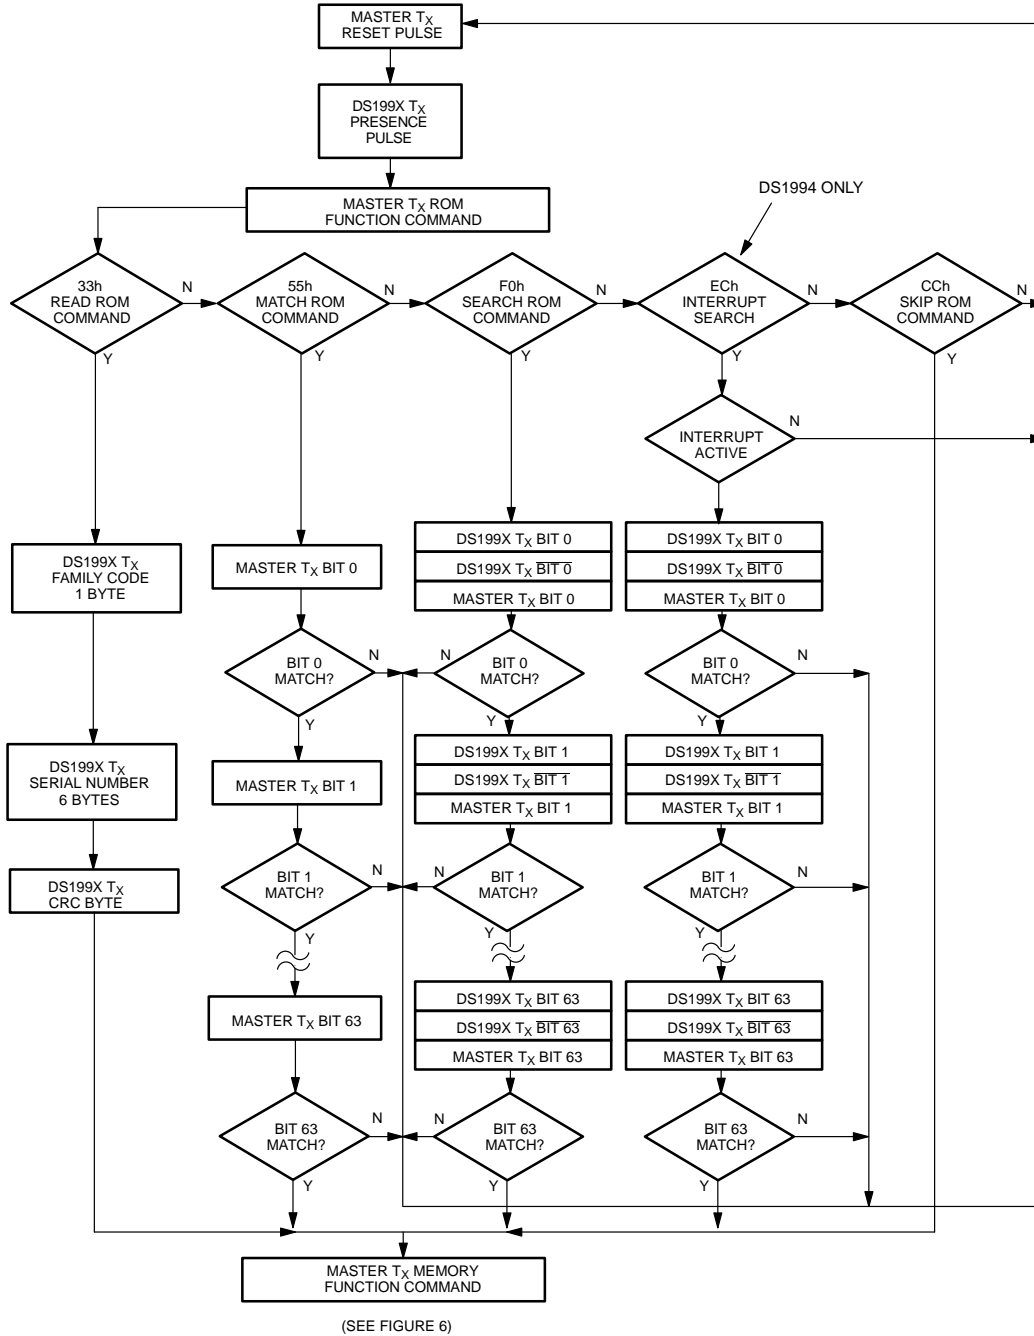 MASTER TX
RESET PULSE
DS199X TX
PRESENCE
PULSE
MASTER TX ROM
FUNCTION COMMAND
DS1994 ONLY
33h
READ ROM
COMMAND
N
Y
55h
MATCH ROM
COMMAND
N
Y
F0h
SEARCH ROM
COMMAND
N
Y
ECh
INTERRUPT
SEARCH
N
Y
CCh
SKIP ROM
COMMAND
N
Y
INTERRUPT
ACTIVE
N
DS199X TX
FAMILY CODE
1 BYTE
DS199X TX
SERIAL NUMBER
6 BYTES
DS199X TX
CRC BYTE
MASTER TX BIT 0
BIT 0
MATCH?
N
Y
MASTER TX BIT 1
BIT 1
MATCH?
N
Y
MASTER TX BIT 63
BIT 63
MATCH?
N
Y
DS199X TX BIT 0
DS199X TX BIT 0
MASTER TX BIT 0
BIT 0
MATCH?
N
Y
DS199X TX BIT 1
DS199X TX BIT 1
MASTER TX BIT 1
BIT 1
MATCH?
N
Y
DS199X TX BIT 63
DS199X TX BIT 63
MASTER TX BIT 63
BIT 63
MATCH?
N
Y
DS199X TX BIT 0
DS199X TX BIT 0
MASTER TX BIT 0
BIT 0
MATCH?
N
Y
DS199X TX BIT 1
DS199X TX BIT 1
MASTER TX BIT 1
BIT 1
MATCH?
N
Y
DS199X TX BIT 63
DS199X TX BIT 63
MASTER TX BIT 63
BIT 63
MATCH?
N
Y
MASTER TX MEMORY
FUNCTION COMMAND
(SEE FIGURE 6)